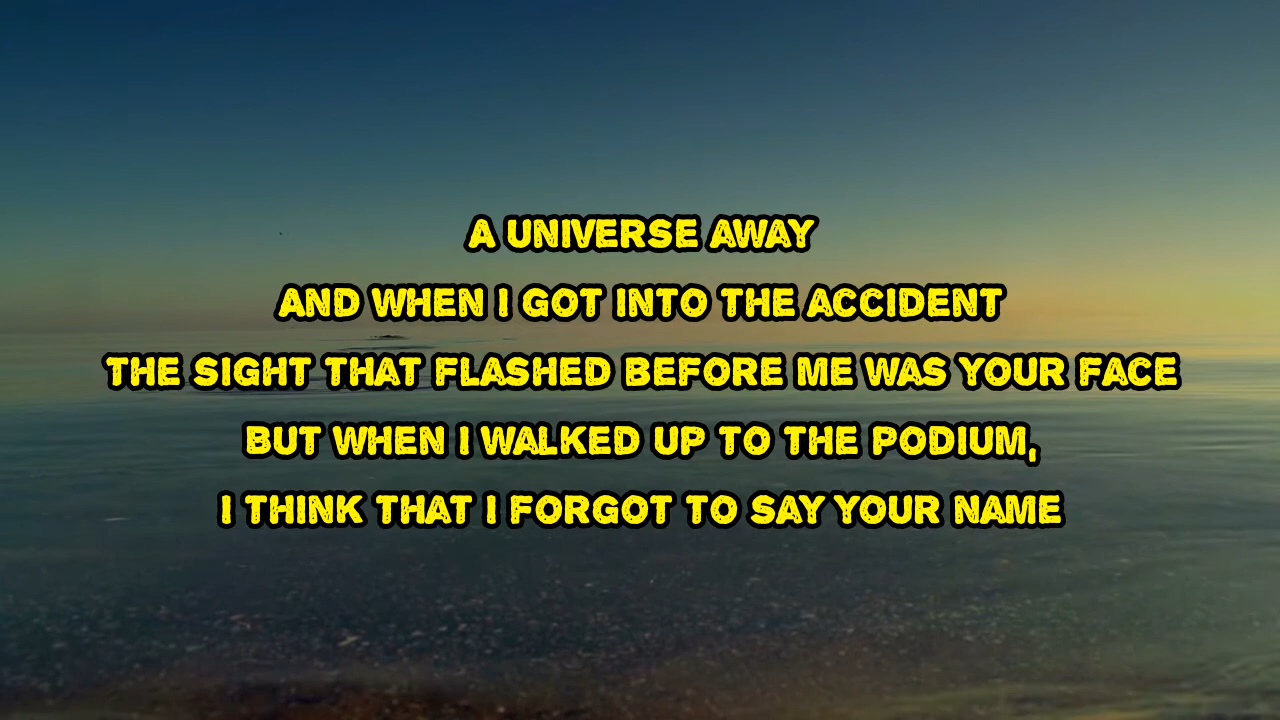 A UNIVERSE AWAY
AND WHEN I GOT INTO THE ACCIDENT
THE SIGHT THAT FLASHED BEFORE ME WAS YOUR FACE
BUT WHEN I WALKED UP TO THE PODIUM,
I THINK THAT I FORGOT TO SAY YOUR NAME